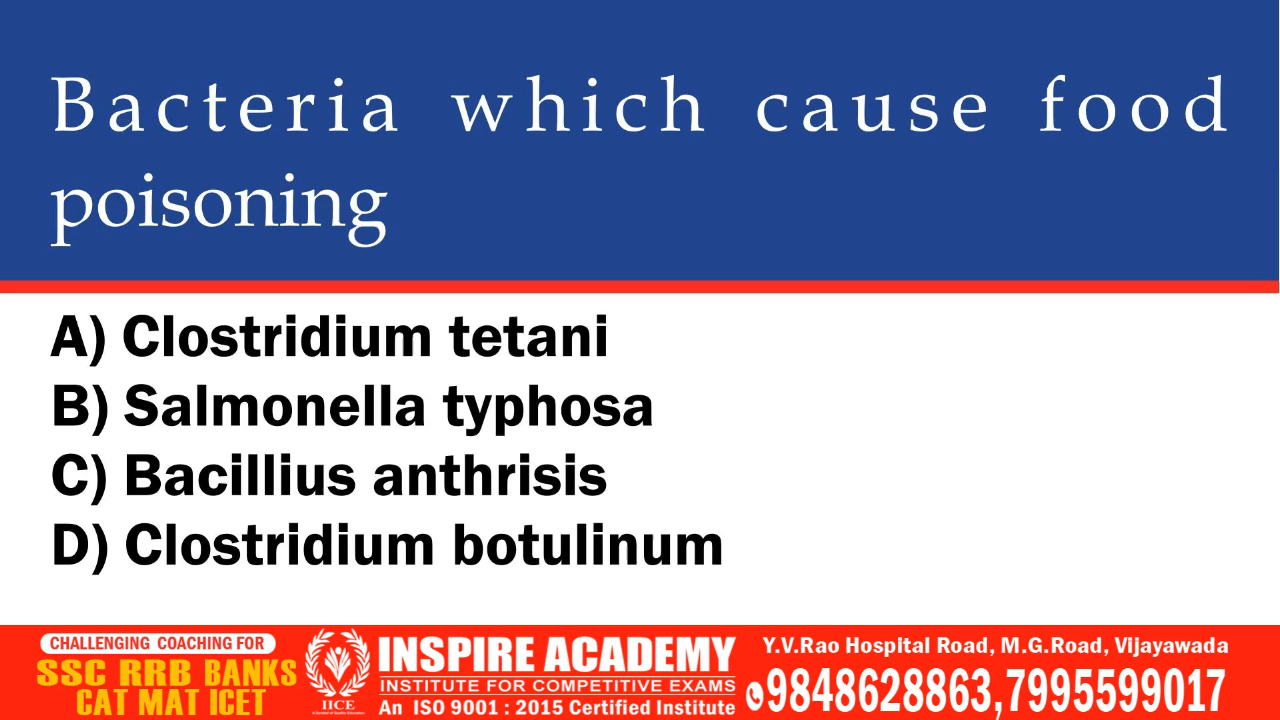 Bacteria which cause food
poisoning
A) Clostridium tetani
B) Salmonella typhosa
C) Bacillius anthrisis
D) Clostridium botulinum
CHALLENGING COACHING FOR
SSC RRB BANKS
CAT MAT ICET
IICE
INSPIRE ACADEMY
INSTITUTE FOR COMPETITIVE EXAMS
An ISO 9001 : 2015 Certified Institute
Y.V.Rao Hospital Road, M.G.Road, Vijayawada
9848628863,7995599017